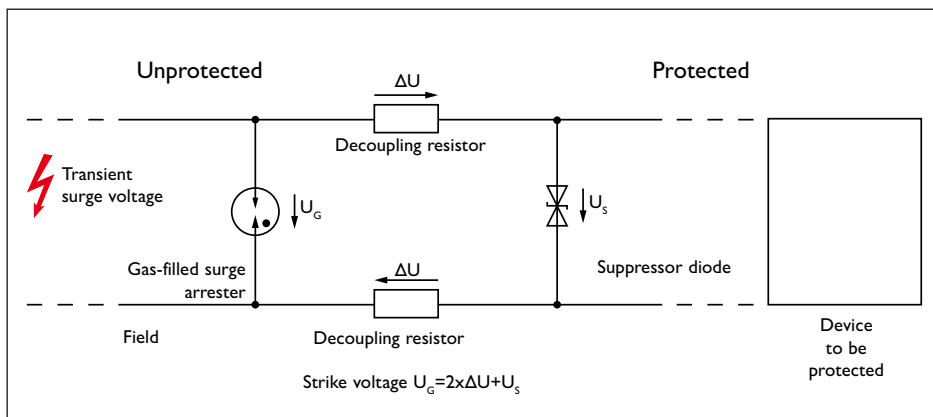 Unprotected
Protected
ΔU
Decoupling resistor
Transient
surge voltage
U_G
U_S
Gas-filled surge
arrester
ΔU
Suppressor diode
Field
Decoupling resistor
Device
to be
protected
Strike voltage U_G=2xΔU+U_S